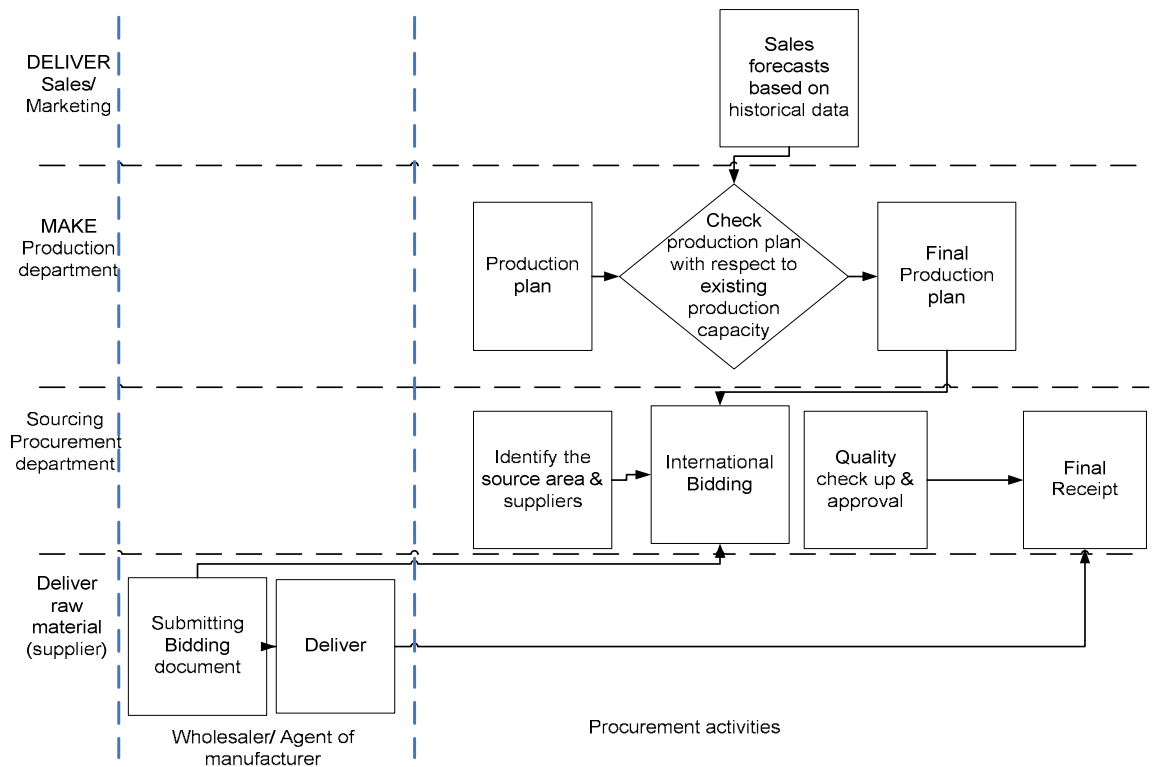 DELIVER
Sales/
Marketing
Sales
forecasts
based on
historical data
MAKE
Production
department
Production
plan
Check
production plan
with respect to
existing
production
capacity
Final
Production
plan
Sourcing
Procurement
department
Identify the
source area &
suppliers
International
Bidding
Quality
check up &
approval
Final
Receipt
Deliver
raw
material
(supplier)
Submitting
Bidding
document
Deliver
Wholesaler/ Agent of
manufacturer
Procurement activities